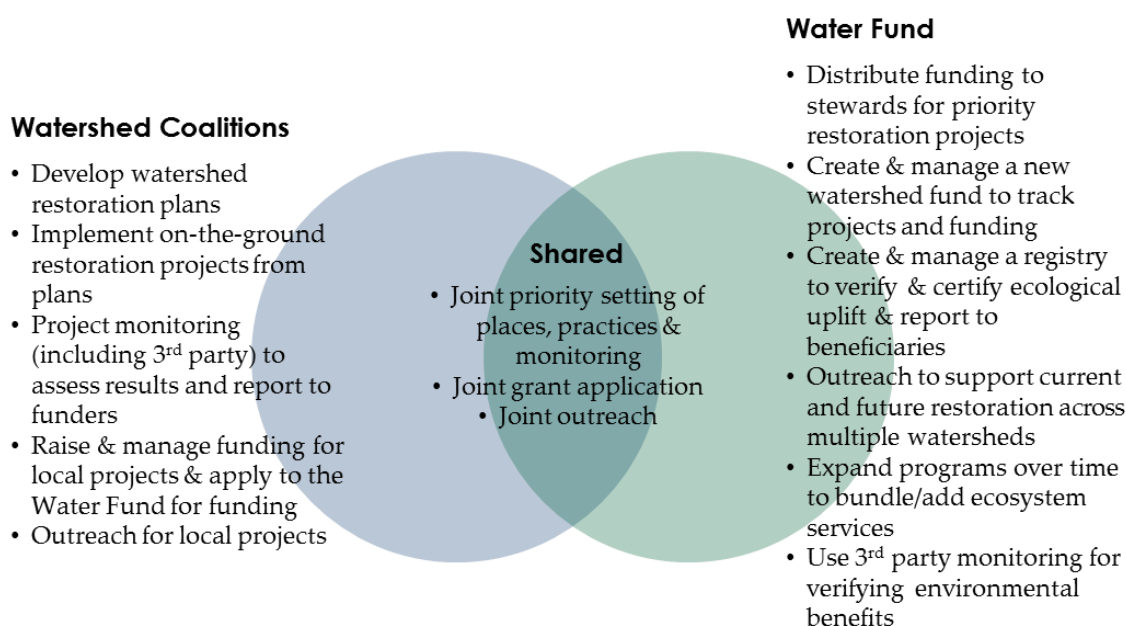 Watershed Coalitions
• Develop watershed
restoration plans
• Implement on-the-ground
restoration projects from
plans
• Project monitoring
(including 3rd party) to
assess results and report to
funders
• Raise & manage funding for
local projects & apply to the
Water Fund for funding
• Outreach for local projects
Shared
• Joint priority setting of
places, practices &
monitoring
• Joint grant application
• Joint outreach
Water Fund
• Distribute funding to
stewards for priority
restoration projects
• Create & manage a new
watershed fund to track
projects and funding
• Create & manage a registry
to verify & certify ecological
uplift & report to
beneficiaries
• Outreach to support current
and future restoration across
multiple watersheds
• Expand programs over time
to bundle/add ecosystem
services
• Use 3rd party monitoring for
verifying environmental
benefits